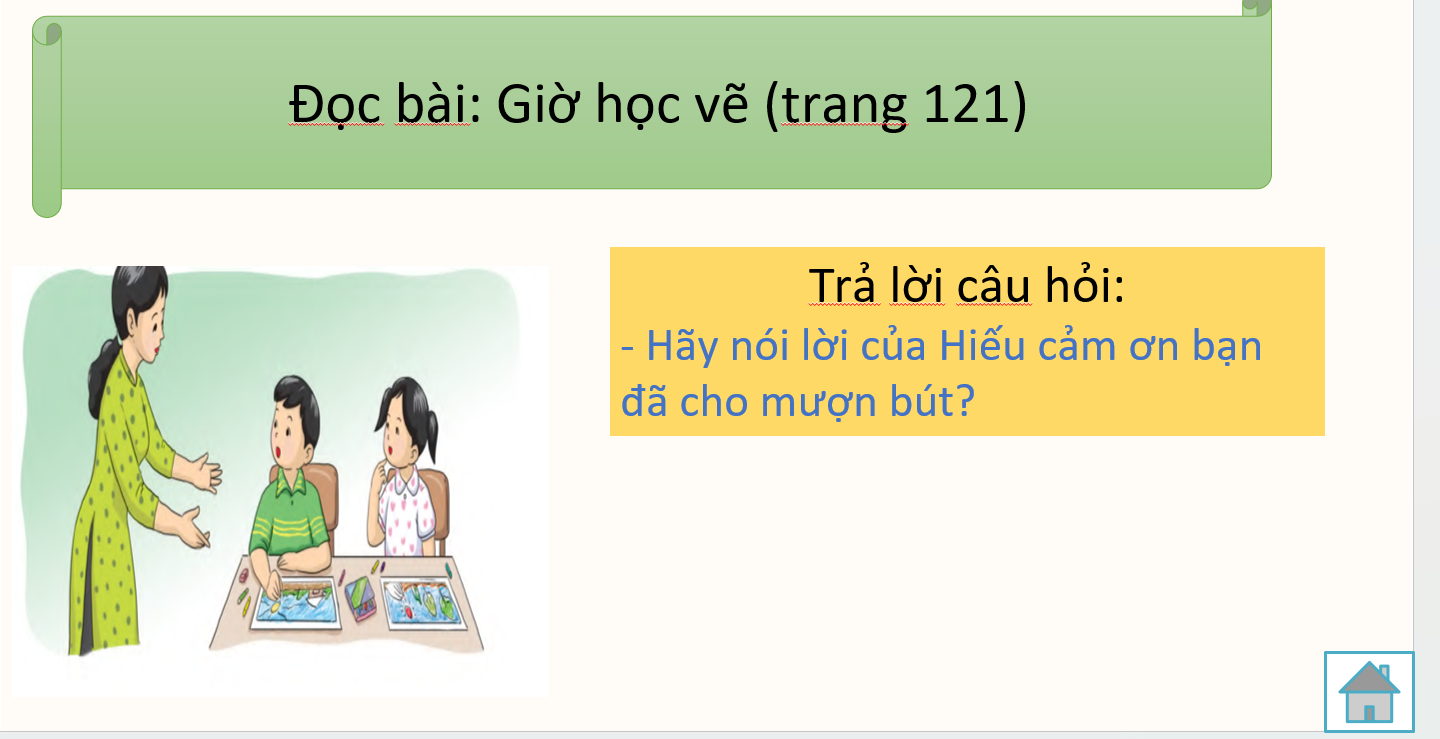 Đọc bài: Giờ học vẽ (trang 121)
Trả lời câu hỏi:
- Hãy nói lời của Hiếu cảm ơn bạn
đã cho mượn bút?